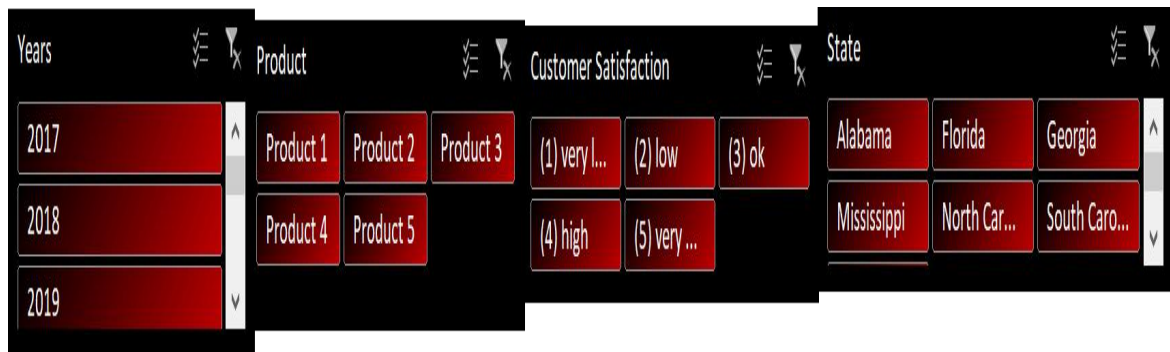 Years
2017
2018
2019
Product
Product 1 Product 2 Product 3
Product 4 Product 5
Customer Satisfaction
(1) very l... (2) low (3) ok
(4) high (5) very ...
State
Alabama Florida Georgia
Mississippi North Car... South Caro...